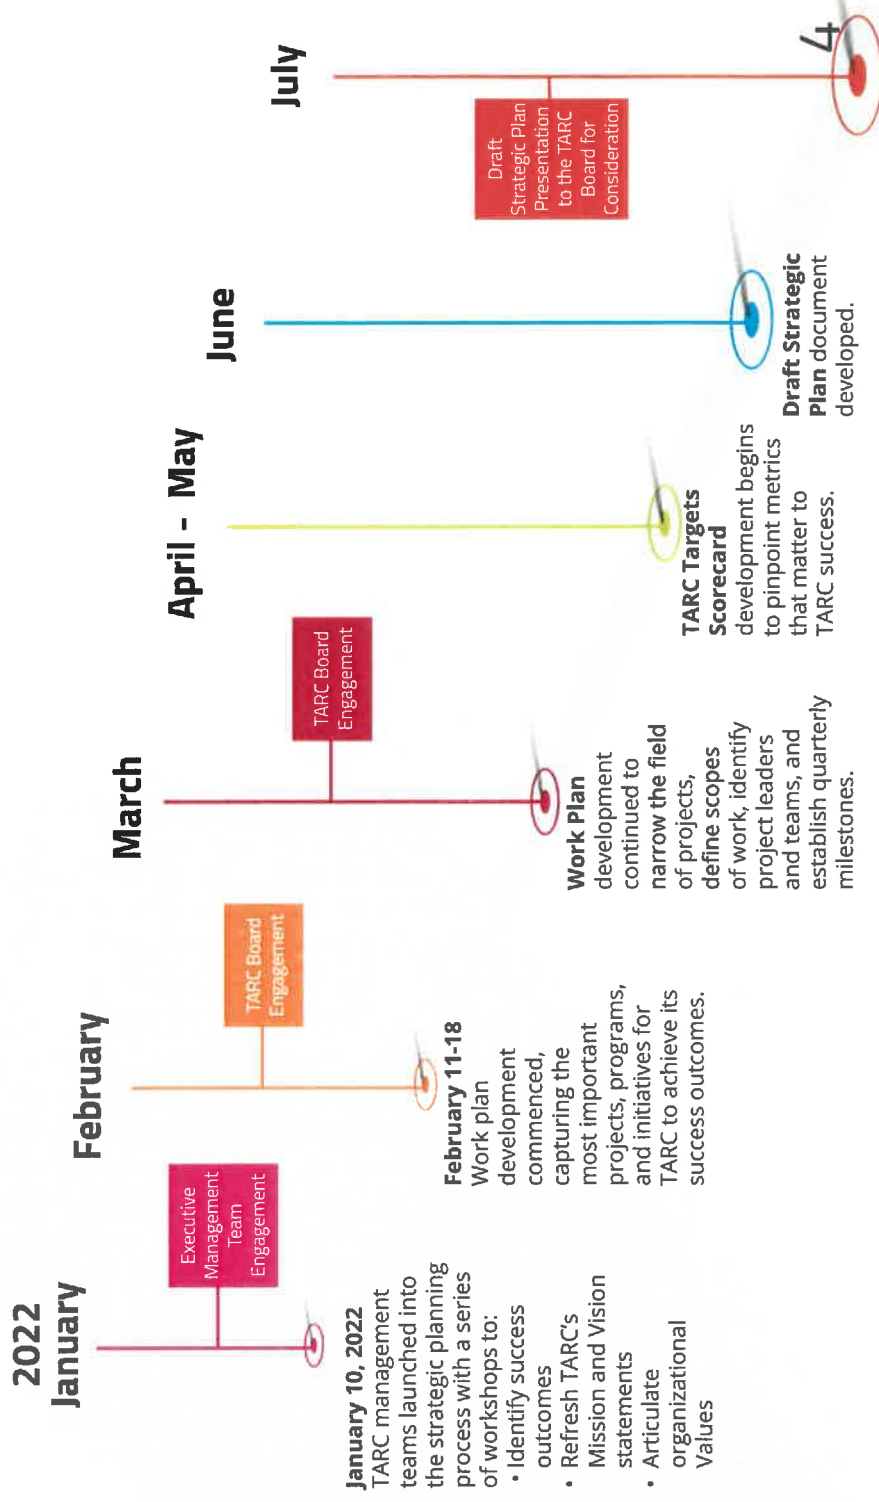 2022
January
Executive
Management
Team
Engagement
January 10, 2022
TARC management
teams launched into
the strategic planning
process with a series
of workshops to:
• Identify success
outcomes
• Refresh TARC's
Mission and Vision
statements
• Articulate
organizational
Values
February
TARC Board
Engagement
February 11-18
Work plan
development
commenced,
capturing the
most important
projects, programs,
and initiatives for
TARC to achieve its
success outcomes.
March
TARC Board
Engagement
Work Plan
development
continued to
narrow the field
of projects,
define scopes
of work, identify
project leaders
and teams, and
establish quarterly
milestones.
April - May
TARC Targets
Scorecard
development begins
to pinpoint metrics
that matter to
TARC success.
June
Draft Strategic
Plan document
developed.
July
Draft
Strategic Plan
Presentation
to the TARC
Board for
Consideration
4